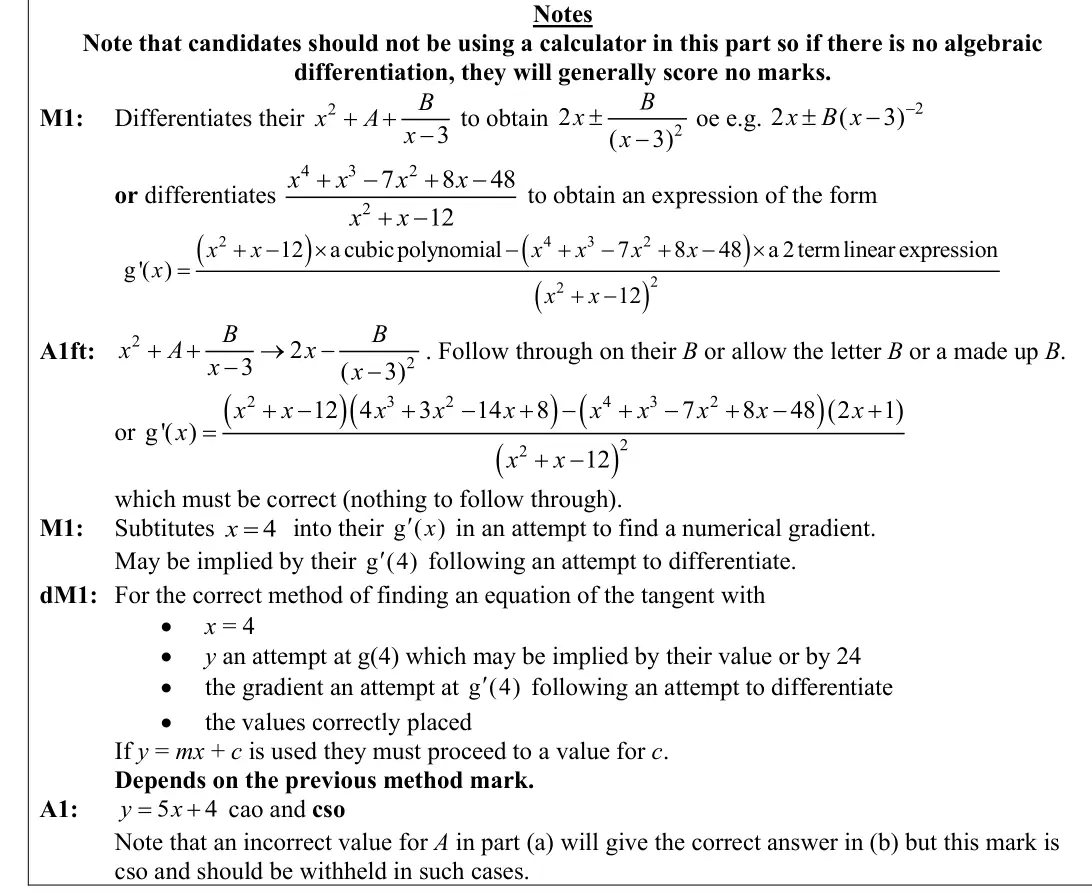 Notes
Note that candidates should not be using a calculator in this part so if there is no algebraic
differentiation, they will generally score no marks.
M1: Differentiates their x² + A + B/(x−3) to obtain 2x ± B/(x−3)² oe e.g. 2x ± B(x−3)⁻²
or differentiates (x⁴ + x³ − 7x² + 8x − 48)/(x² + x − 12) to obtain an expression of the form
g'(x) = ((x² + x − 12) × a cubic polynomial − (x⁴ + x³ − 7x² + 8x − 48) × a 2 term linear expression)/(x² + x − 12)²
A1ft: x² + A + B/(x−3) → 2x − B/(x−3)² . Follow through on their B or allow the letter B or a made up B.
or g'(x) = ((x² + x − 12)(4x³ + 3x² − 14x + 8) − (x⁴ + x³ − 7x² + 8x − 48)(2x + 1))/(x² + x − 12)²
which must be correct (nothing to follow through).
M1: Subtitutes x = 4 into their g′(x) in an attempt to find a numerical gradient.
May be implied by their g′(4) following an attempt to differentiate.
dM1: For the correct method of finding an equation of the tangent with
• x = 4
• y an attempt at g(4) which may be implied by their value or by 24
• the gradient an attempt at g′(4) following an attempt to differentiate
• the values correctly placed
If y = mx + c is used they must proceed to a value for c.
Depends on the previous method mark.
A1: y = 5x + 4 cao and cso
Note that an incorrect value for A in part (a) will give the correct answer in (b) but this mark is
cso and should be withheld in such cases.